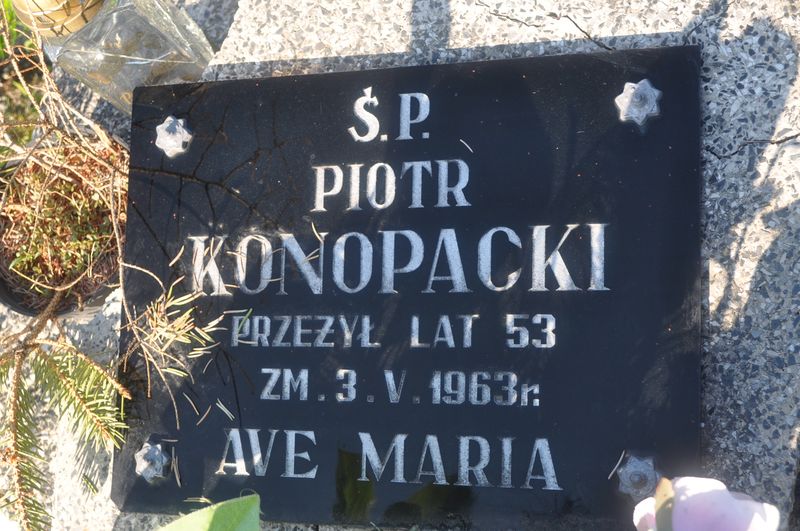 Ś.P.
PIOTR
KONOPACKI
PRZEŻYŁ LAT 53
ZM. 3. V. 1963r.
AVE MARIA